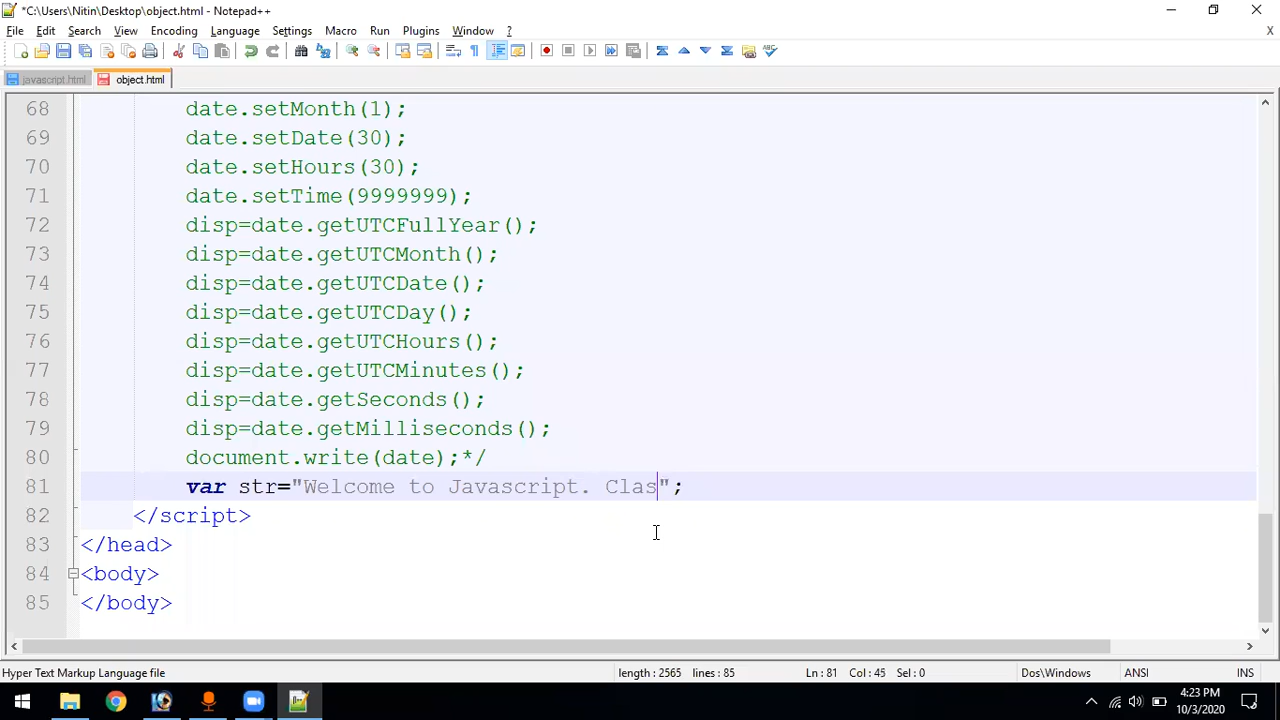 *C:\Users\Nitin\Desktop\object.html - Notepad++
File Edit Search View Encoding Language Settings Macro Run Plugins Window ? X
javascript.html object.html
68 date.setMonth(1);
69 date.setDate(30);
70 date.setHours(30);
71 date.setTime(9999999);
72 disp=date.getUTCFullYear();
73 disp=date.getUTCMonth();
74 disp=date.getUTCDate();
75 disp=date.getUTCDay();
76 disp=date.getUTCHours();
77 disp=date.getUTCMinutes();
78 disp=date.getSeconds();
79 disp=date.getMilliseconds();
80 document.write(date);*/
81 var str="Welcome to Javascript. Clas";
82 </script>
83 </head>
84 <body>
85 </body>
Hyper Text Markup Language file length : 2565 lines : 85 Ln : 81 Col : 45 Sel : 0 Dos\Windows ANSI INS
4:23 PM
10/3/2020